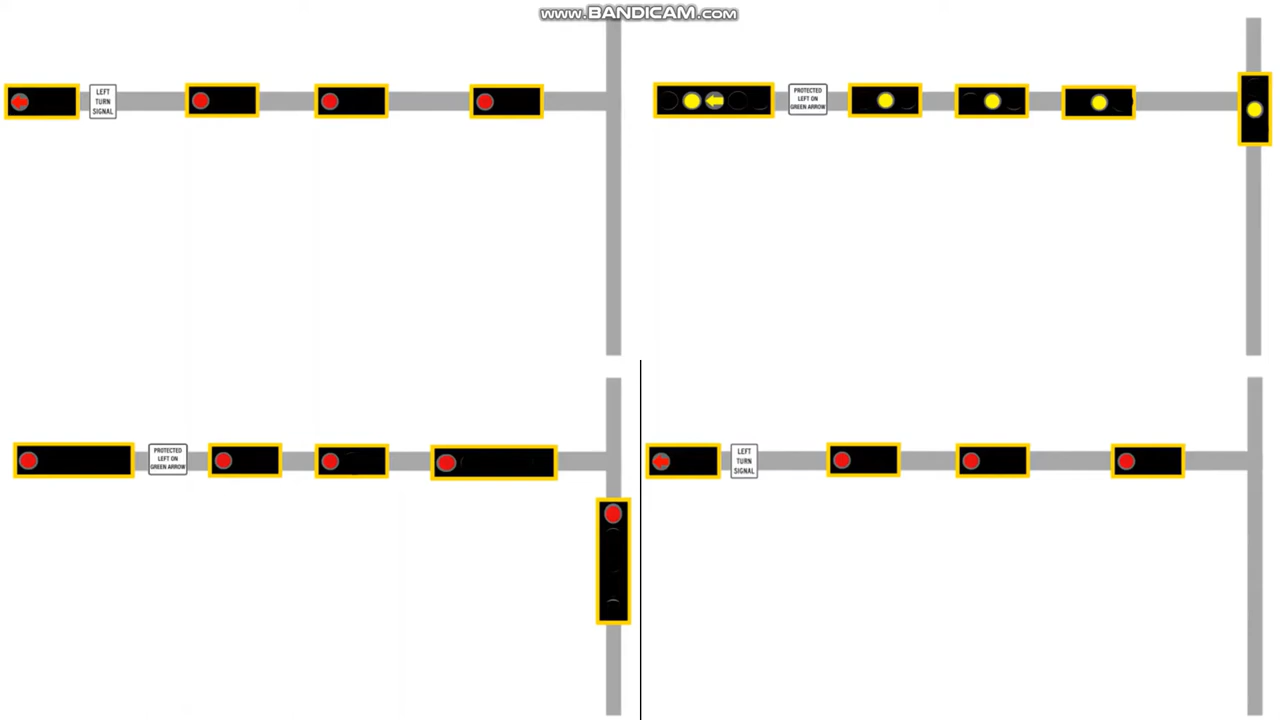 www.BANDICAM.com
LEFT
TURN
SIGNAL
PROTECTED
LEFT ON
GREEN ARROW
PROTECTED
LEFT ON
GREEN ARROW
LEFT
TURN
SIGNAL